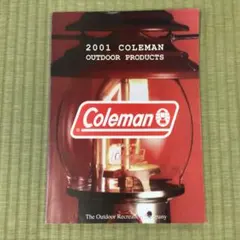 2001 COLEMAN
OUTDOOR PRODUCTS
Coleman
The Outdoor Recreation Company